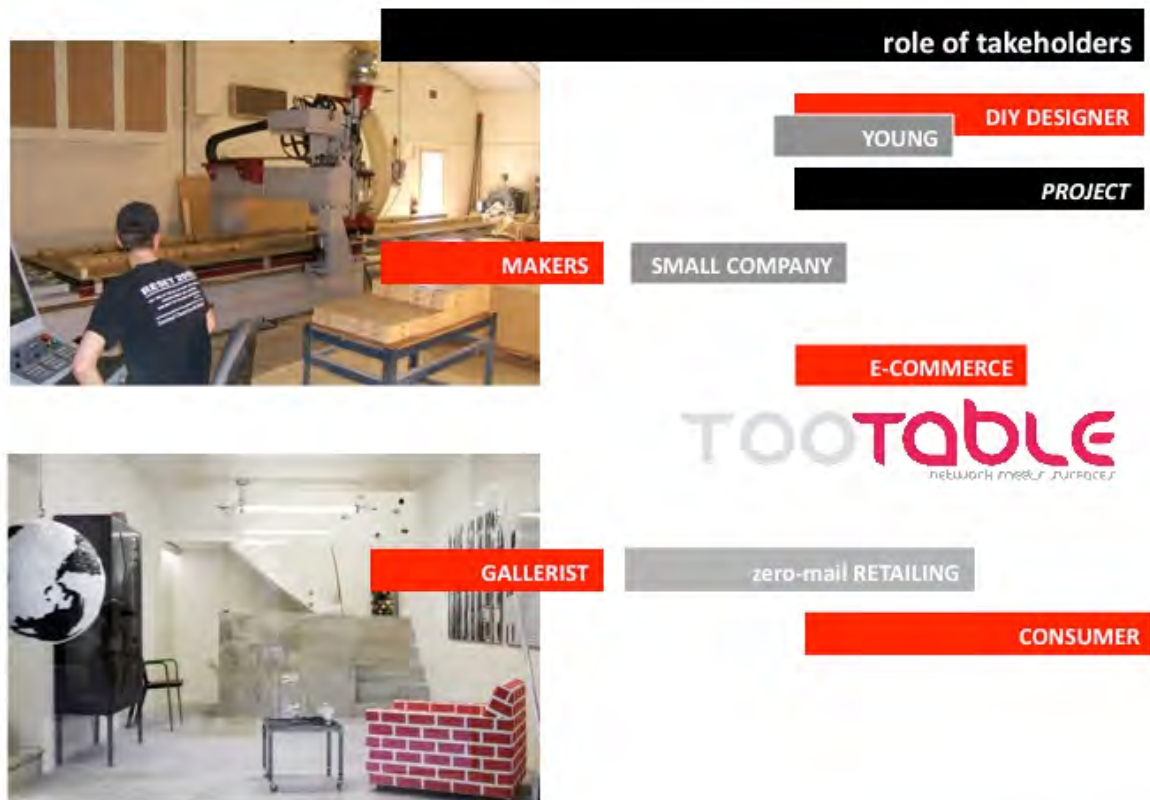 role of takeholders
DIY DESIGNER
YOUNG
PROJECT
MAKERS
SMALL COMPANY
E-COMMERCE
TOOTABLE
network meets surfaces
GALLERIST
zero-mail RETAILING
CONSUMER